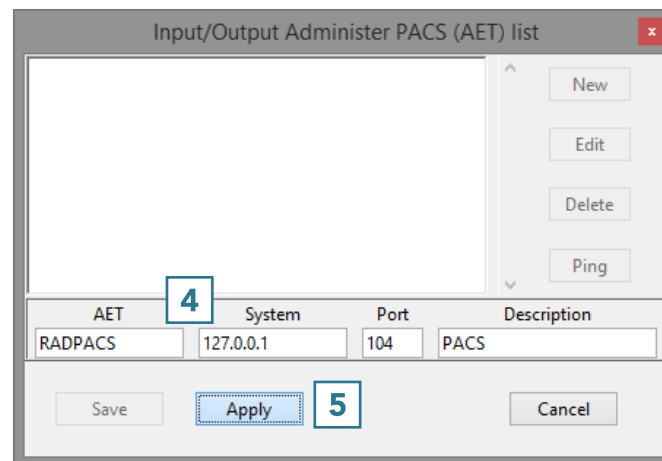 Input/Output Administer PACS (AET) list
x
New
Edit
Delete
Ping
4
AET System Port Description
RADPACS 127.0.0.1 104 PACS
Save Apply 5 Cancel